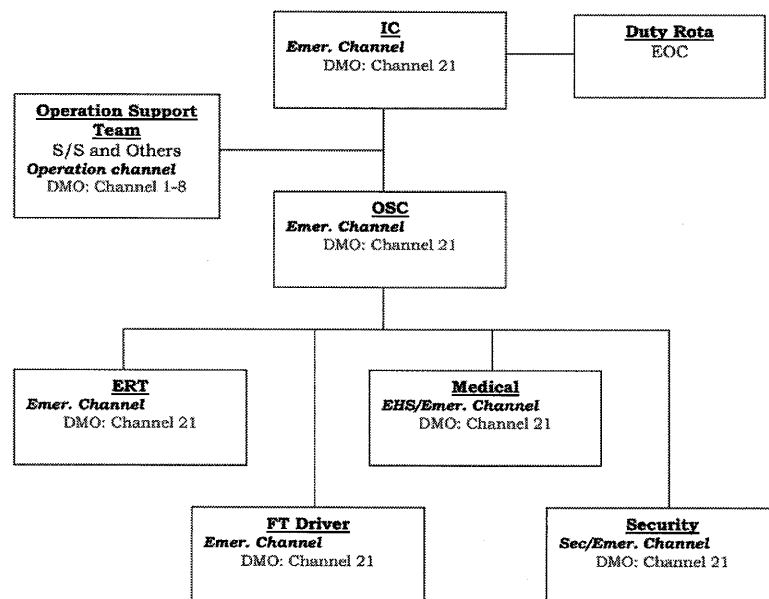 IC
Emer. Channel
DMO: Channel 21
Duty Rota
EOC
Operation Support
Team
S/S and Others
Operation channel
DMO: Channel 1-8
OSC
Emer. Channel
DMO: Channel 21
ERT
Emer. Channel
DMO: Channel 21
Medical
EHS/Emer. Channel
DMO: Channel 21
FT Driver
Emer. Channel
DMO: Channel 21
Security
Sec/Emer. Channel
DMO: Channel 21